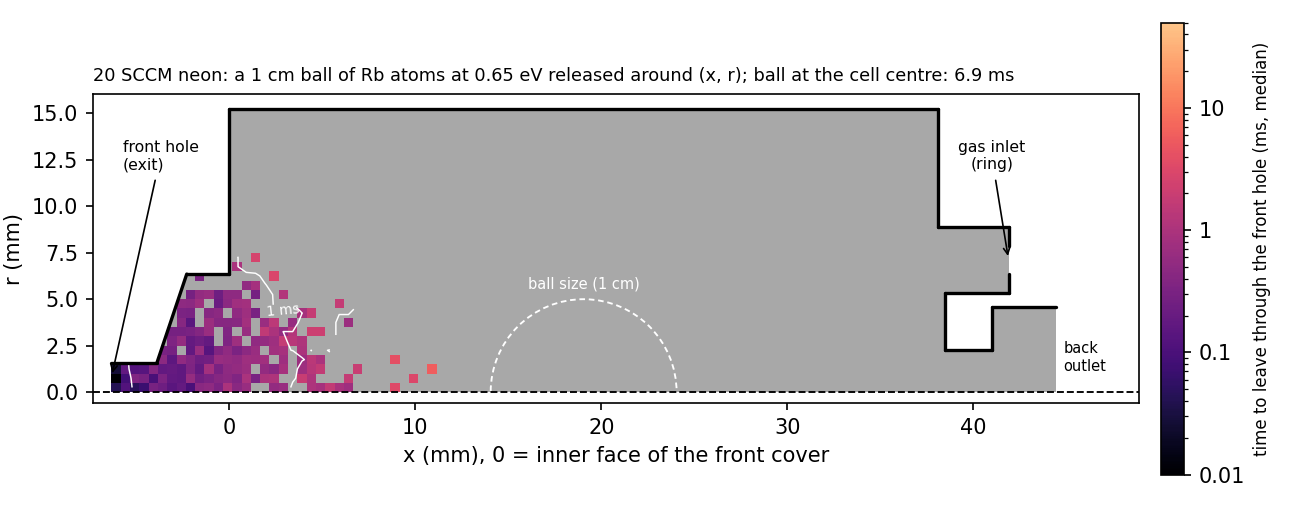 20 SCCM neon: a 1 cm ball of Rb atoms at 0.65 eV released around (x, r); ball at the cell centre: 6.9 ms
15.0
12.5
10.0
7.5
5.0
2.5
0.0
r (mm)
front hole
(exit)
gas inlet
(ring)
ball size (1 cm)
1 ms
back
outlet
0
10
20
30
40
x (mm), 0 = inner face of the front cover
10
1
0.1
0.01
time to leave through the front hole (ms, median)